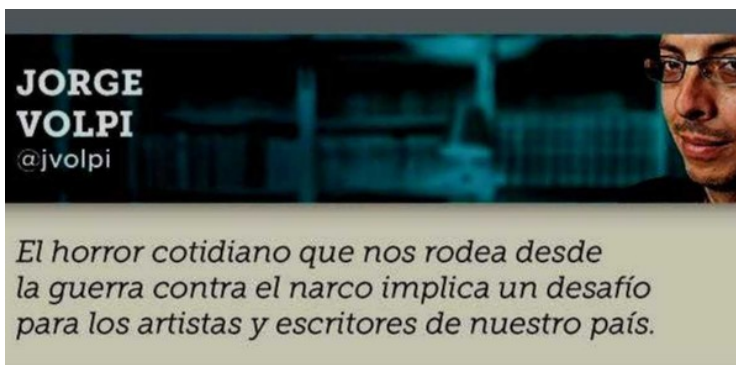 JORGE
VOLPI
@jvolpi
El horror cotidiano que nos rodea desde
la guerra contra el narco implica un desafío
para los artistas y escritores de nuestro país.